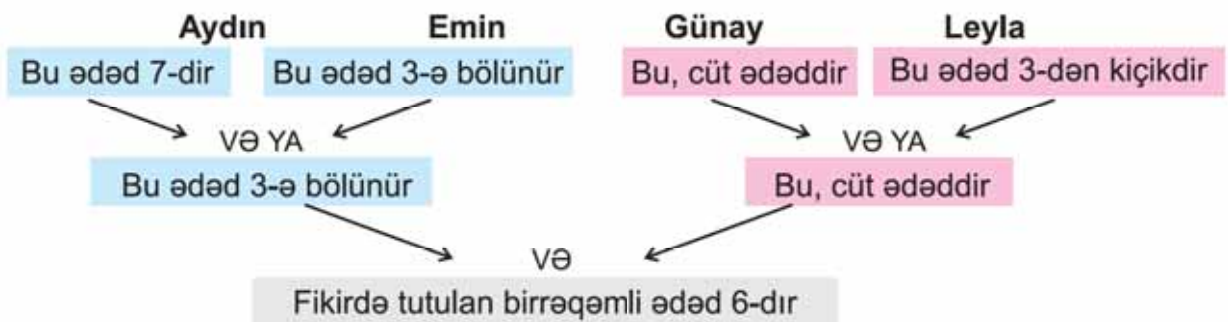 Aydın Emin Günay Leyla
Bu ədəd 7-dir Bu ədəd 3-ə bölünür Bu, cüt ədəddir Bu ədəd 3-dən kiçikdir
VƏ YA VƏ YA
Bu ədəd 3-ə bölünür Bu, cüt ədəddir
VƏ
Fikirdə tutulan birrəqəmli ədəd 6-dır